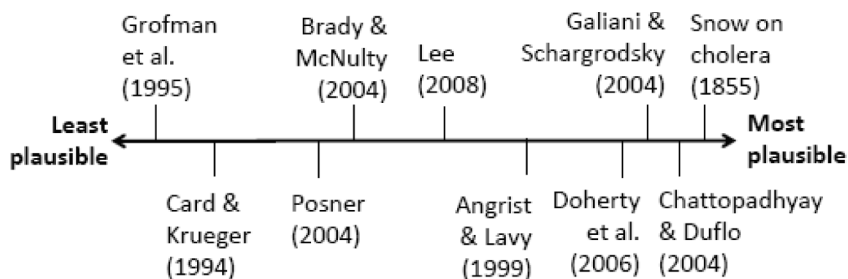 Grofman
et al.
(1995)
Brady &
McNulty
(2004)
Lee
(2008)
Galiani &
Schargrodsky
(2004)
Snow on
cholera
(1855)
Least
plausible
Most
plausible
Card &
Krueger
(1994)
Posner
(2004)
Angrist
& Lavy
(1999)
Doherty
et al.
(2006)
Chattopadhyay
& Duflo
(2004)